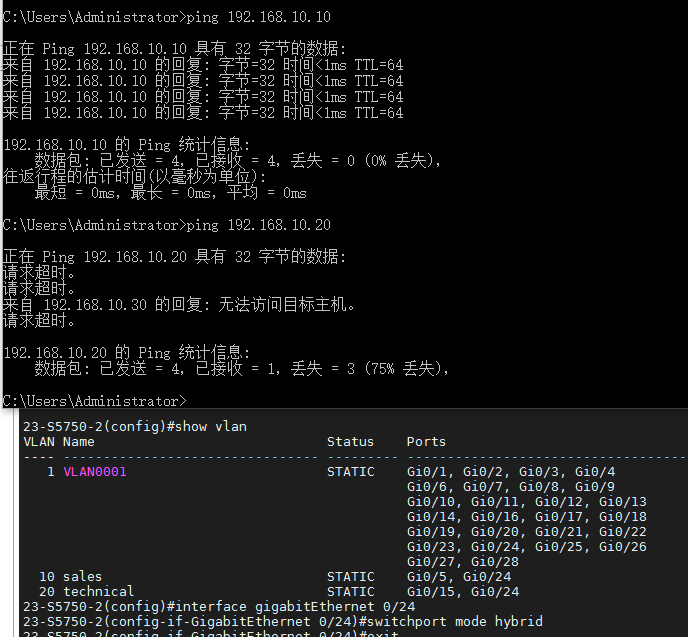 C:\Users\Administrator>ping 192.168.10.10
正在 Ping 192.168.10.10 具有 32 字节的数据:
来自 192.168.10.10 的回复: 字节=32 时间<1ms TTL=64
来自 192.168.10.10 的回复: 字节=32 时间<1ms TTL=64
来自 192.168.10.10 的回复: 字节=32 时间<1ms TTL=64
来自 192.168.10.10 的回复: 字节=32 时间<1ms TTL=64
192.168.10.10 的 Ping 统计信息:
数据包: 已发送 = 4, 已接收 = 4, 丢失 = 0 (0% 丢失),
往返行程的估计时间(以毫秒为单位):
最短 = 0ms, 最长 = 0ms, 平均 = 0ms
C:\Users\Administrator>ping 192.168.10.20
正在 Ping 192.168.10.20 具有 32 字节的数据:
请求超时。
请求超时。
来自 192.168.10.30 的回复: 无法访问目标主机。
请求超时。
192.168.10.20 的 Ping 统计信息:
数据包: 已发送 = 4, 已接收 = 1, 丢失 = 3 (75% 丢失),
C:\Users\Administrator>
23-S5750-2(config)#show vlan
VLAN Name Status Ports
---- -------------------------------- --------- -----------------------------------
1 VLAN0001 STATIC Gi0/1, Gi0/2, Gi0/3, Gi0/4
Gi0/6, Gi0/7, Gi0/8, Gi0/9
Gi0/10, Gi0/11, Gi0/12, Gi0/13
Gi0/14, Gi0/16, Gi0/17, Gi0/18
Gi0/19, Gi0/20, Gi0/21, Gi0/22
Gi0/23, Gi0/24, Gi0/25, Gi0/26
Gi0/27, Gi0/28
10 sales STATIC Gi0/5, Gi0/24
20 technical STATIC Gi0/15, Gi0/24
23-S5750-2(config)#interface gigabitEthernet 0/24
23-S5750-2(config-if-GigabitEthernet 0/24)#switchport mode hybrid
23-S5750-2(config-if-GigabitEthernet 0/24)#exit